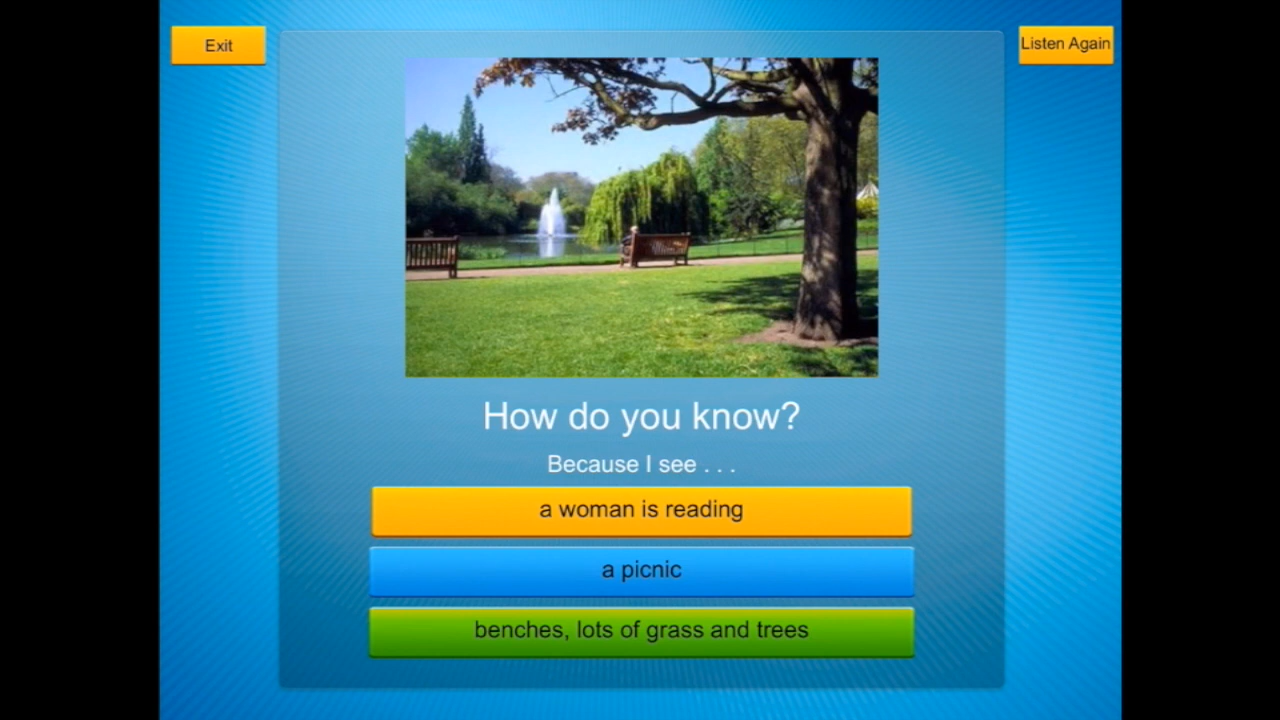 Exit
Listen Again
How do you know?
Because I see . . .
a woman is reading
a picnic
benches, lots of grass and trees